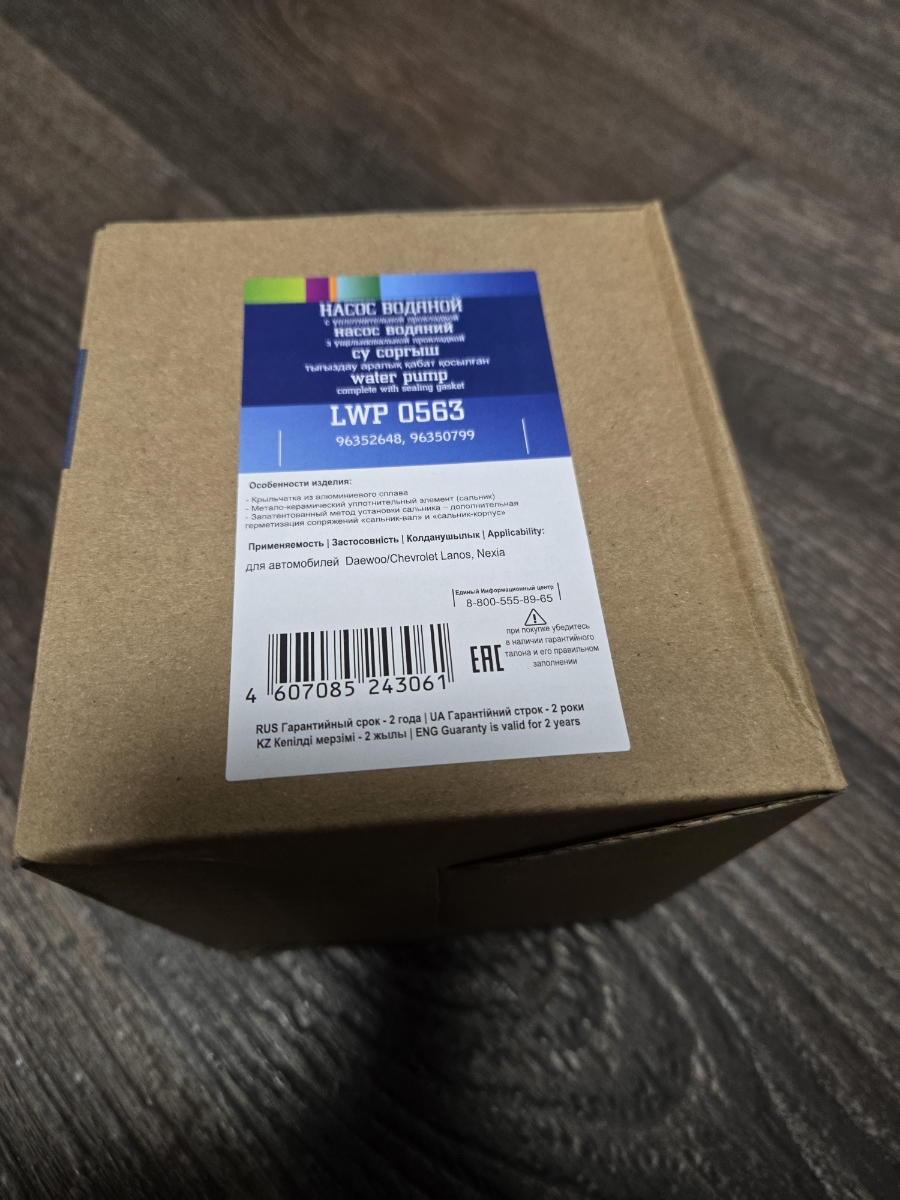 НАСОС ВОДЯНОЙ
с уплотнительной прокладкой
насос водяний
з ущільнювальной прокладкой
су сорғыш
тығыздау аралық қабат қосылған
water pump
complete with sealing gasket
LWP 0563
96352648, 96350799
Особенности изделия:
- Крыльчатка из алюминиевого сплава
- Метало-керамический уплотнительный элемент (сальник)
- Запатентованный метод установки сальника – дополнительная
герметизация сопряжений «сальник-вал» и «сальник-корпус»
Применяемость | Застосовність | Колданушылык | Applicability:
для автомобилей Daewoo/Chevrolet Lanos, Nexia
Единый Информационный центр
8-800-555-89-65
при покупке убедитесь
в наличии гарантийного
талона и его правильном
заполнении
EAC
4 607085 243061
RUS Гарантийный срок - 2 года | UA Гарантійний строк - 2 роки
KZ Кепілді мерзімі - 2 жылы | ENG Guaranty is valid for 2 years